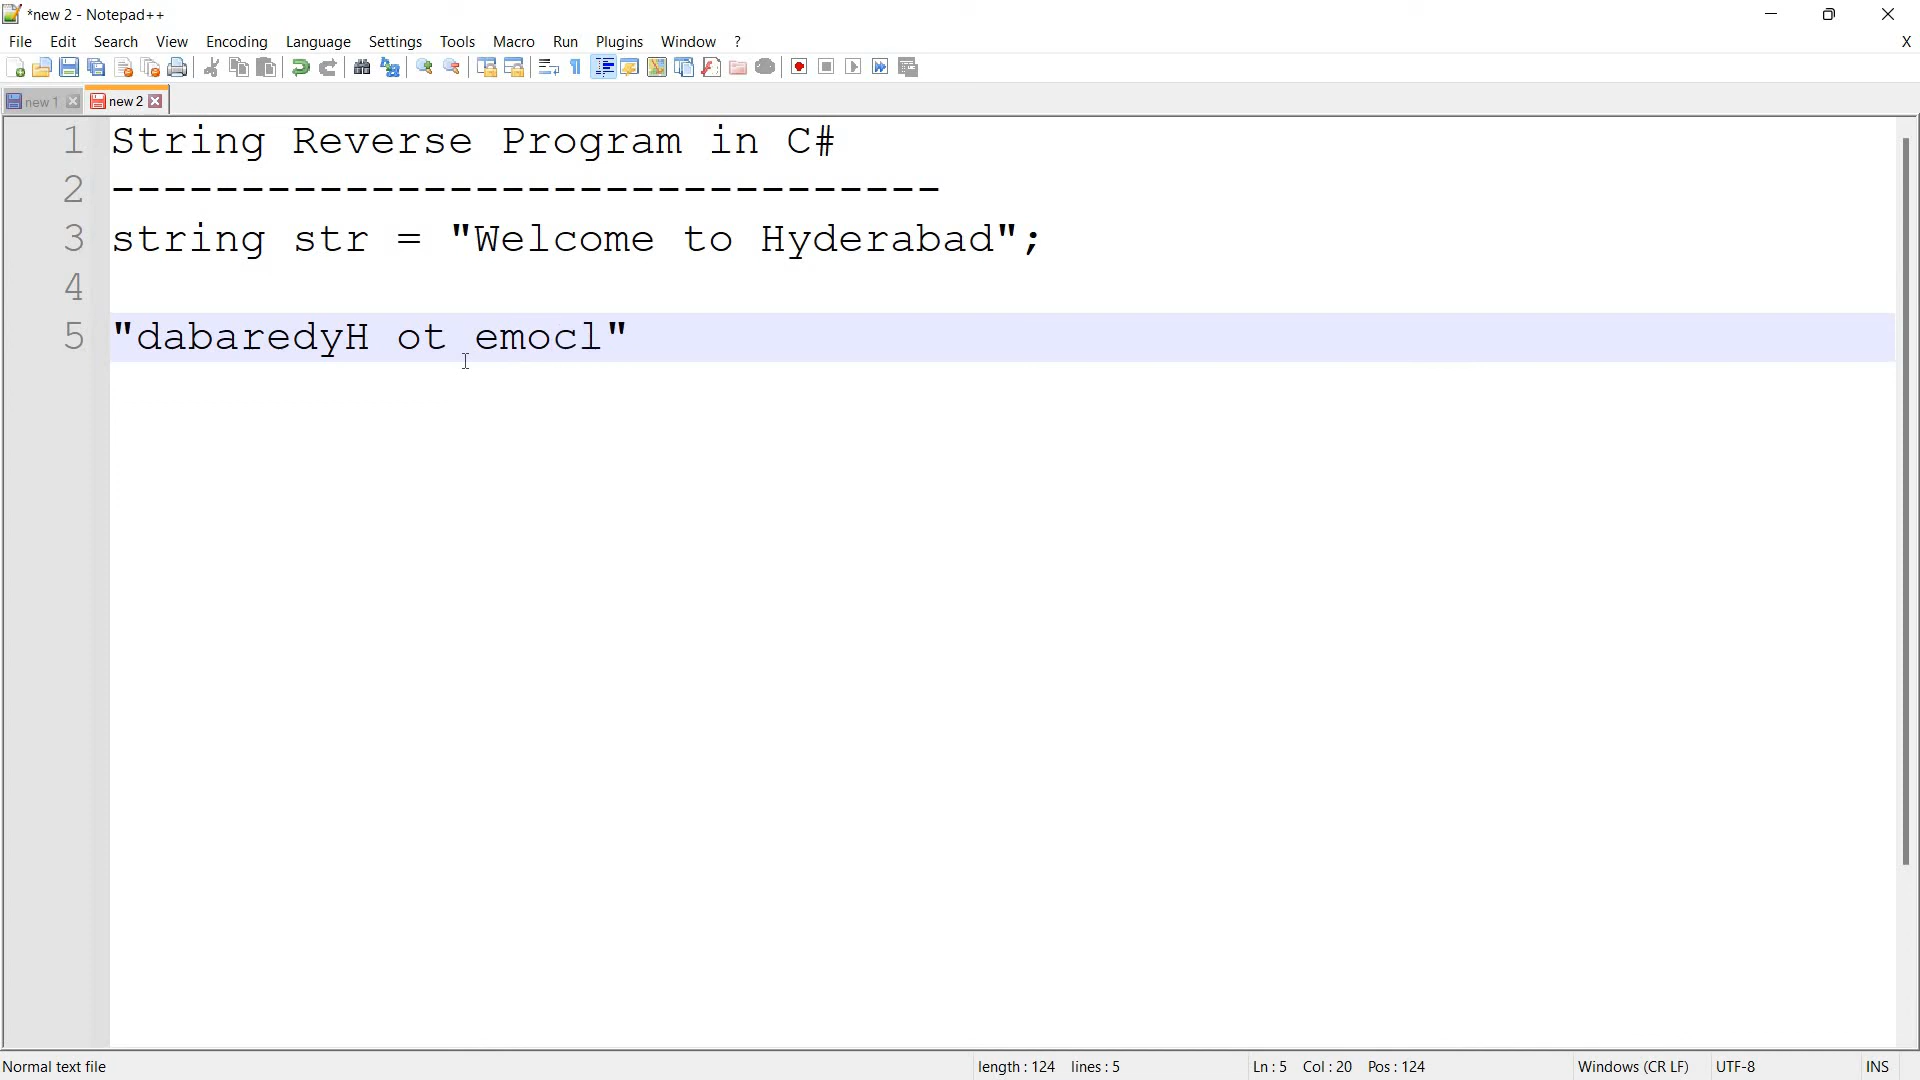 *new 2 - Notepad++
File Edit Search View Encoding Language Settings Tools Macro Run Plugins Window ? X
new 1 new 2
1 String Reverse Program in C#
2 --------------------------------
3 string str = "Welcome to Hyderabad";
4
5 "dabaredyH ot emocl"
Normal text file length : 124 lines : 5 Ln : 5 Col : 20 Pos : 124 Windows (CR LF) UTF-8 INS